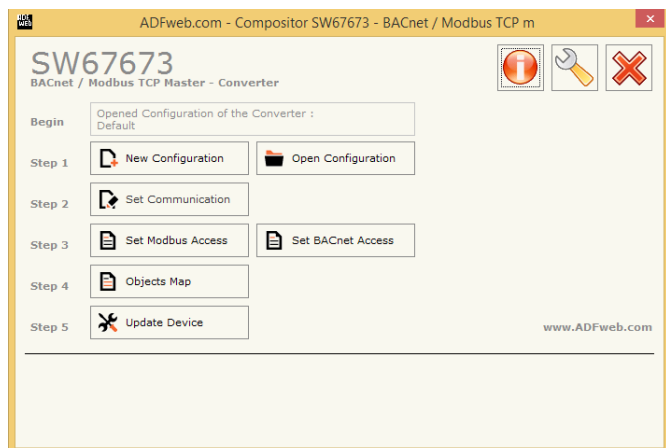 ADFweb.com - Compositor SW67673 - BACnet / Modbus TCP m
SW67673
BACnet / Modbus TCP Master - Converter
Begin
Opened Configuration of the Converter :
Default
Step 1
New Configuration
Open Configuration
Step 2
Set Communication
Step 3
Set Modbus Access
Set BACnet Access
Step 4
Objects Map
Step 5
Update Device
www.ADFweb.com